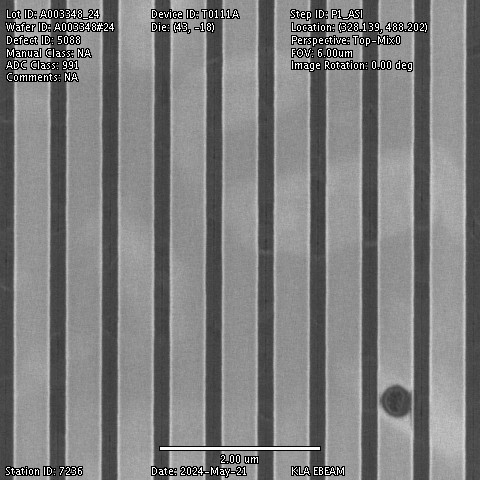 Lot ID: A003348_24
Wafer ID: A003348#24
Defect ID: 5088
Manual Class: NA
ADC Class: 991
Comments: NA
Device ID: T0111A
Die: (43, -18)
Step ID: P1_ASI
Location: (328.139, 488.202)
Perspective: Top-Mix0
FOV: 6.00um
Image Rotation: 0.00 deg
2.00 um
Station ID: 7236
Date: 2024-May-21
KLA EBEAM